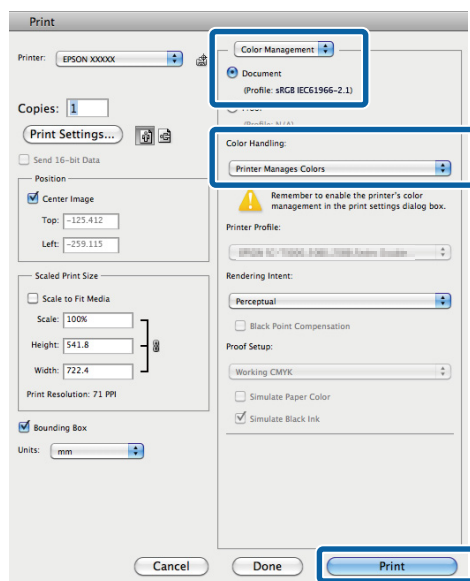 Print
Printer: EPSON XXXXX
Copies: 1
Print Settings...
Send 16-bit Data
Position
Center Image
Top: -125.412
Left: -259.115
Scaled Print Size
Scale to Fit Media
Scale: 100%
Height: 541.8
Width: 722.4
Print Resolution: 71 PPI
Bounding Box
Units: mm
Color Management
Document
(Profile: sRGB IEC61966-2.1)
Color Handling:
Printer Manages Colors
Remember to enable the printer's color
management in the print settings dialog box.
Printer Profile:
Rendering Intent:
Perceptual
Black Point Compensation
Proof Setup:
Working CMYK
Simulate Paper Color
Simulate Black Ink
Cancel
Done
Print